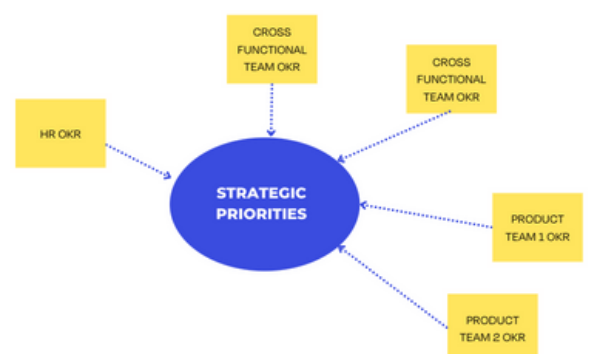 CROSS
FUNCTIONAL
TEAM OKR
CROSS
FUNCTIONAL
TEAM OKR
HR OKR
STRATEGIC
PRIORITIES
PRODUCT
TEAM 1 OKR
PRODUCT
TEAM 2 OKR